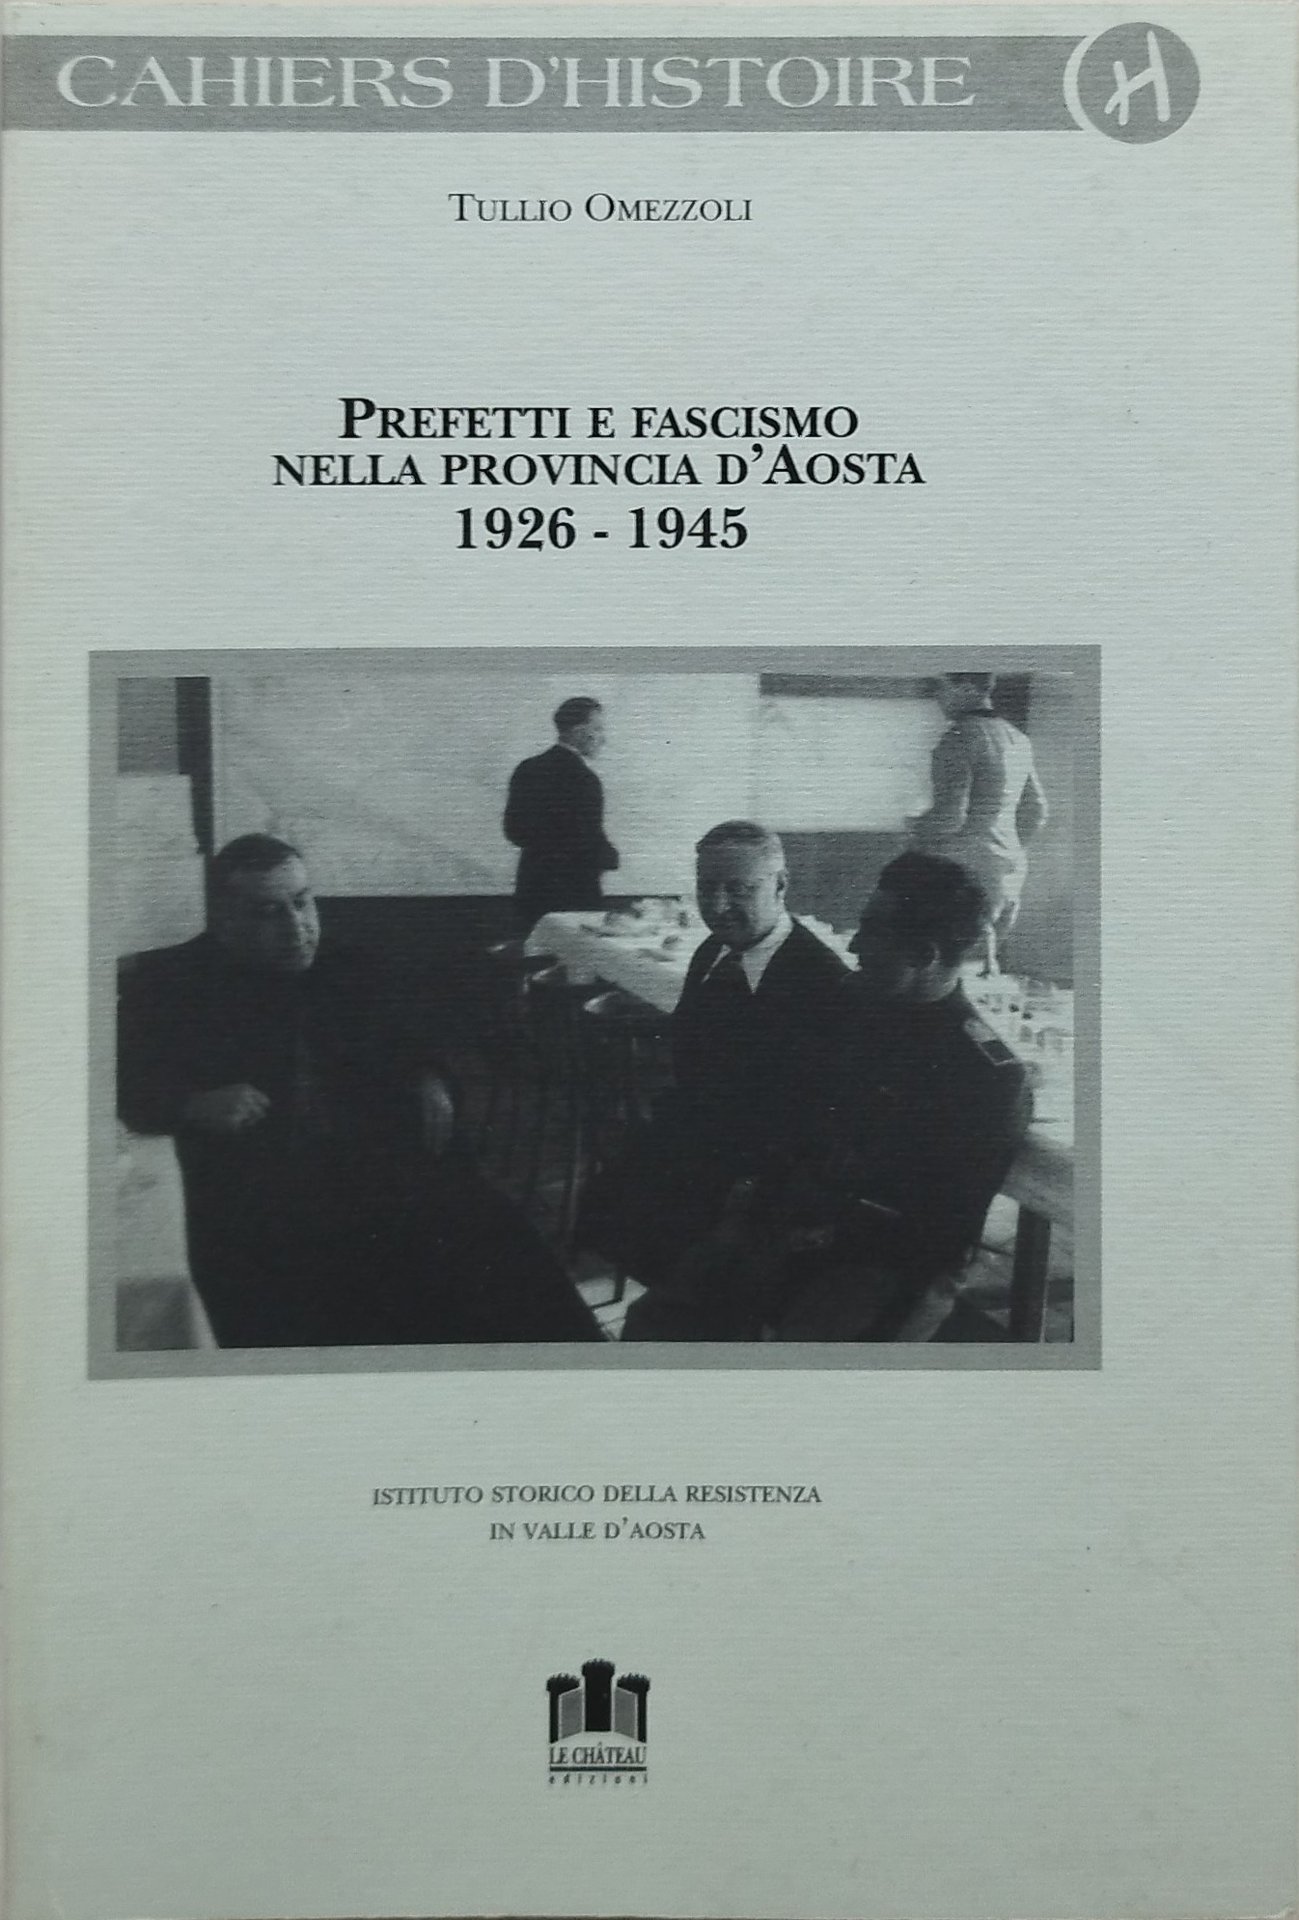 CAHIERS D'HISTOIRE H
TULLIO OMEZZOLI
PREFETTI E FASCISMO
NELLA PROVINCIA D'AOSTA
1926 - 1945
ISTITUTO STORICO DELLA RESISTENZA
IN VALLE D'AOSTA
LE CHÂTEAU
edizioni